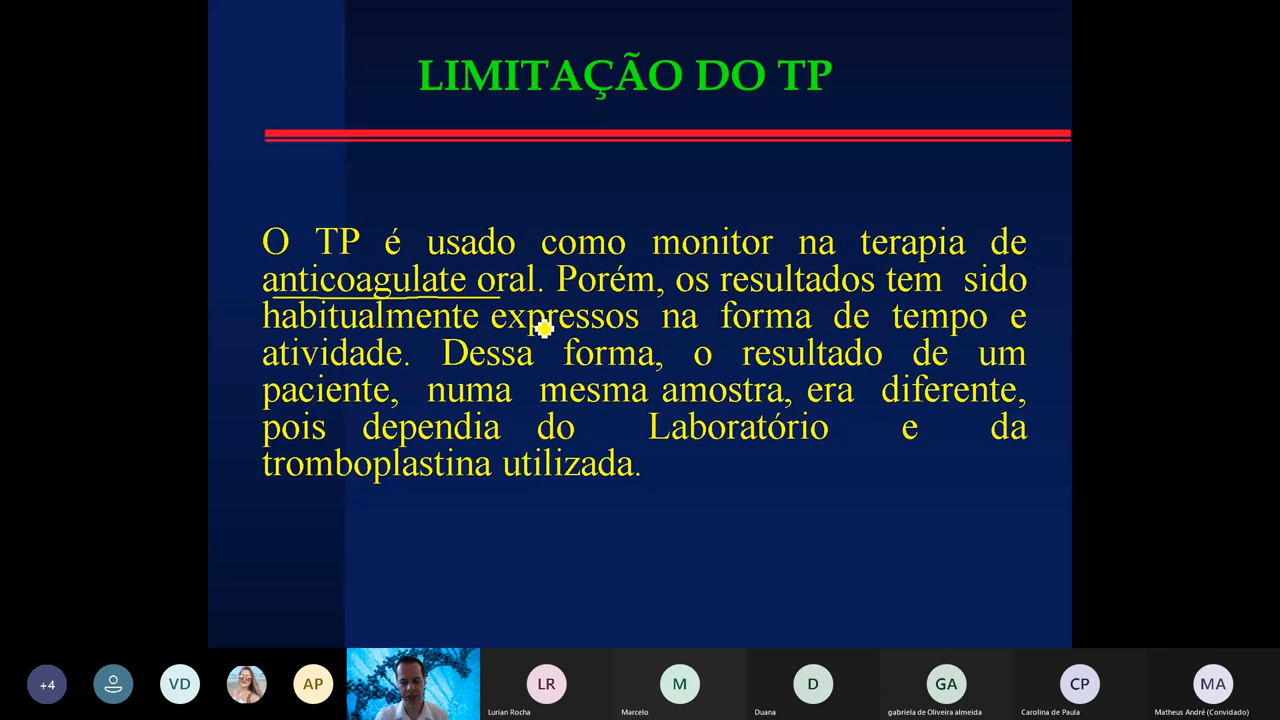 LIMITAÇÃO DO TP
O TP é usado como monitor na terapia de
anticoagulate oral. Porém, os resultados tem sido
habitualmente expressos na forma de tempo e
atividade. Dessa forma, o resultado de um
paciente, numa mesma amostra, era diferente,
pois dependia do Laboratório e da
tromboplastina utilizada.
+4 VD AP LR M D GA CP MA
Lurian Rocha Marcelo Duana gabriela de Oliveira almeida Carolina de Paula Matheus André (Convidado)